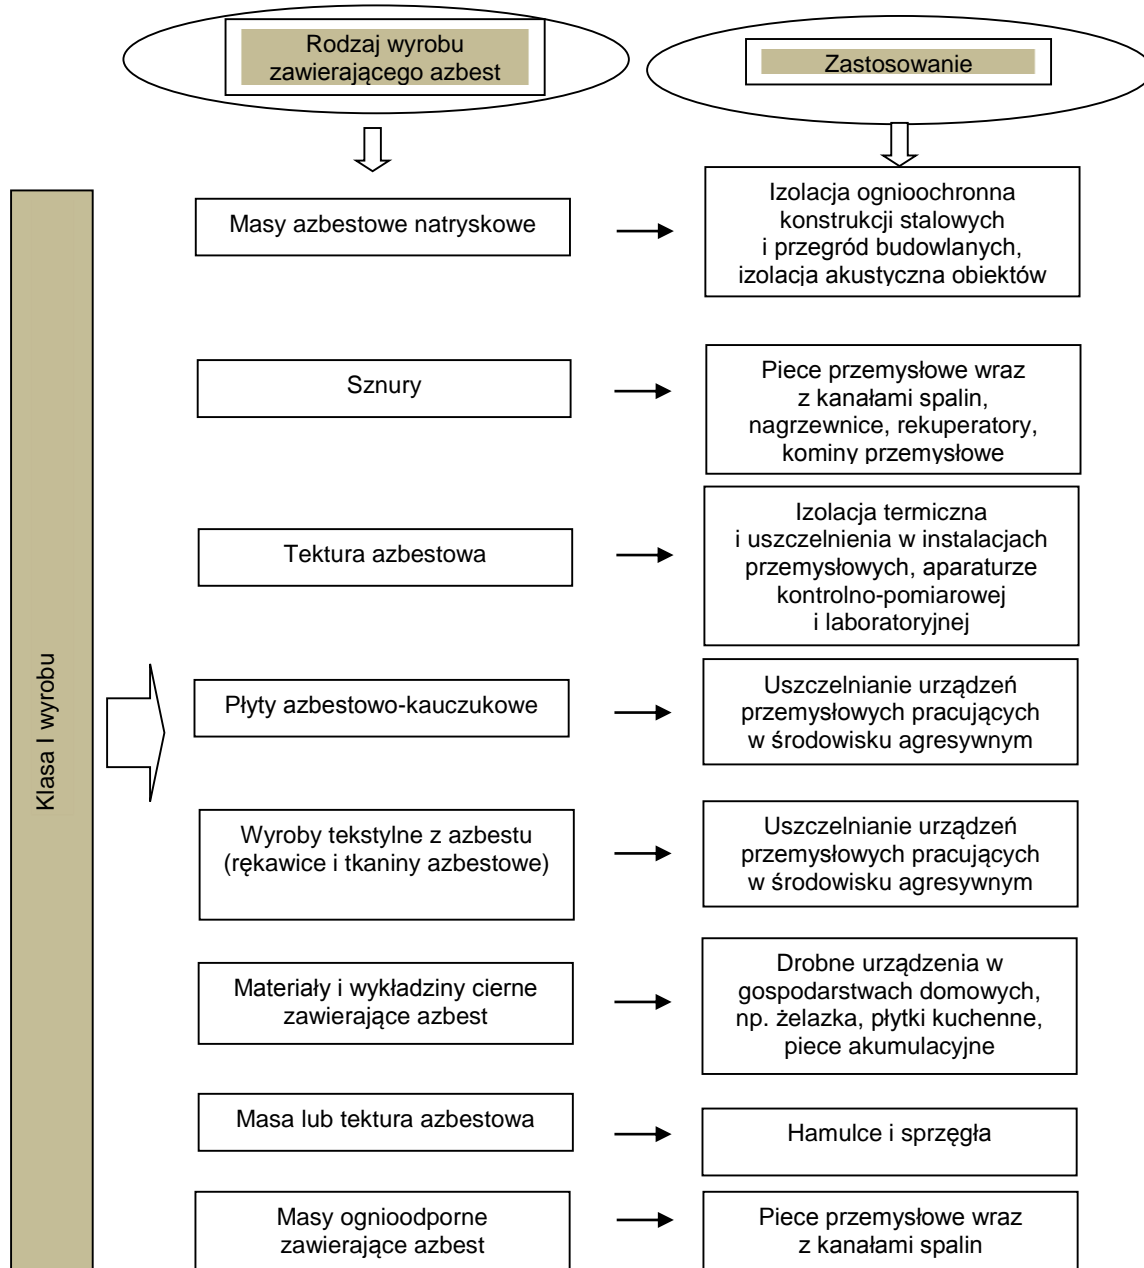 Rodzaj wyrobu
zawierającego azbest
Zastosowanie
Klasa I wyrobu
Masy azbestowe natryskowe
Izolacja ognioochronna
konstrukcji stalowych
i przegród budowlanych,
izolacja akustyczna obiektów
Sznury
Piece przemysłowe wraz
z kanałami spalin,
nagrzewnice, rekuperatory,
kominy przemysłowe
Tektura azbestowa
Izolacja termiczna
i uszczelnienia w instalacjach
przemysłowych, aparaturze
kontrolno-pomiarowej
i laboratoryjnej
Płyty azbestowo-kauczukowe
Uszczelnianie urządzeń
przemysłowych pracujących
w środowisku agresywnym
Wyroby tekstylne z azbestu
(rękawice i tkaniny azbestowe)
Uszczelnianie urządzeń
przemysłowych pracujących
w środowisku agresywnym
Materiały i wykładziny cierne
zawierające azbest
Drobne urządzenia w
gospodarstwach domowych,
np. żelazka, płytki kuchenne,
piece akumulacyjne
Masa lub tektura azbestowa
Hamulce i sprzęgła
Masy ognioodporne
zawierające azbest
Piece przemysłowe wraz
z kanałami spalin